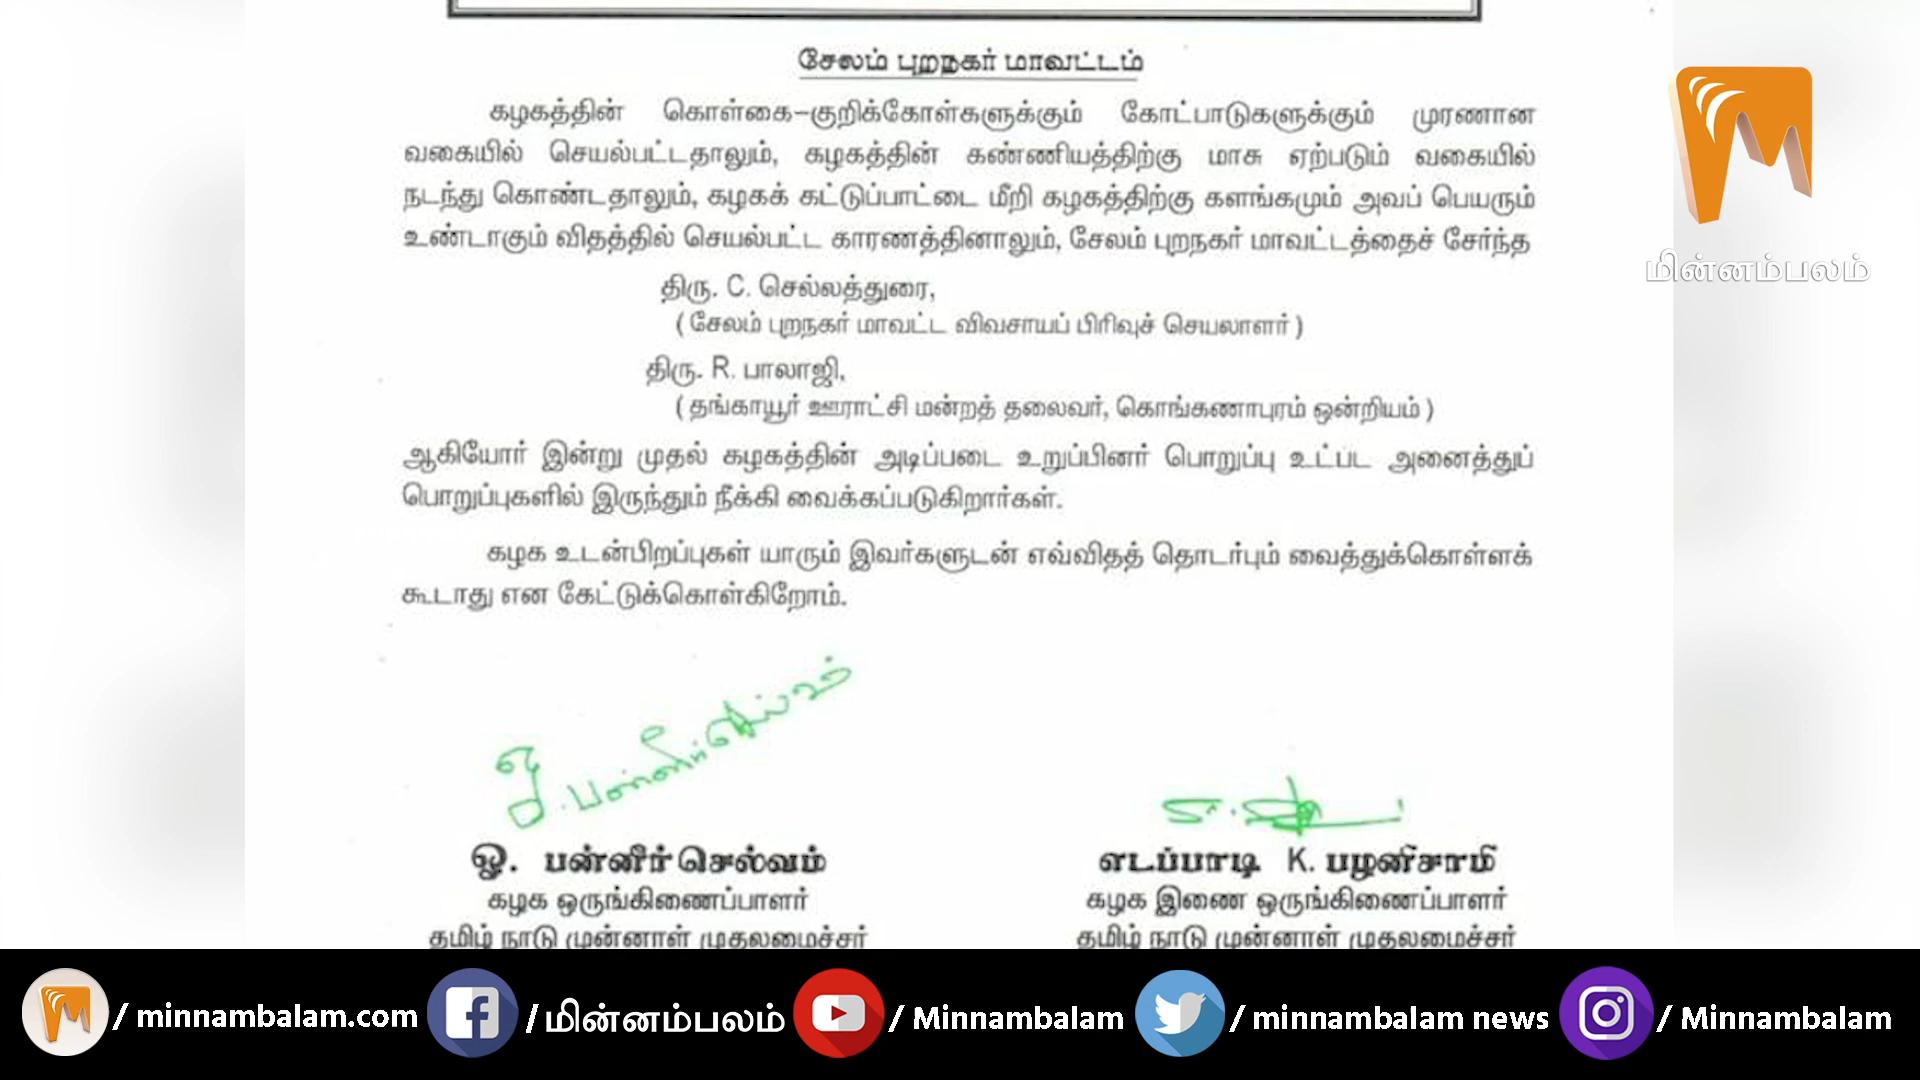 சேலம் புறநகர் மாவட்டம்
கழகத்தின் கொள்கை-குறிக்கோள்களுக்கும் கோட்பாடுகளுக்கும் முரணான
வகையில் செயல்பட்டதாலும், கழகத்தின் கண்ணியத்திற்கு மாசு ஏற்படும் வகையில்
நடந்து கொண்டதாலும், கழகக் கட்டுப்பாட்டை மீறி கழகத்திற்கு களங்கமும் அவப் பெயரும்
உண்டாகும் விதத்தில் செயல்பட்ட காரணத்தினாலும், சேலம் புறநகர் மாவட்டத்தைச் சேர்ந்த
திரு. C. செல்லத்துரை,
( சேலம் புறநகர் மாவட்ட விவசாயப் பிரிவுச் செயலாளர் )
திரு. R. பாலாஜி,
( தங்காயூர் ஊராட்சி மன்றத் தலைவர், கொங்கணாபுரம் ஒன்றியம் )
ஆகியோர் இன்று முதல் கழகத்தின் அடிப்படை உறுப்பினர் பொறுப்பு உட்பட அனைத்துப்
பொறுப்புகளில் இருந்தும் நீக்கி வைக்கப்படுகிறார்கள்.
கழக உடன்பிறப்புகள் யாரும் இவர்களுடன் எவ்விதத் தொடர்பும் வைத்துக்கொள்ளக்
கூடாது என கேட்டுக்கொள்கிறோம்.
ஓ. பன்னீர்செல்வம்
ஓ. பன்னீர்செல்வம் எடப்பாடி K. பழனிசாமி
கழக ஒருங்கிணைப்பாளர் கழக இணை ஒருங்கிணைப்பாளர்
தமிழ் நாடு முன்னாள் முதலமைச்சர் தமிழ் நாடு முன்னாள் முதலமைச்சர்
மின்னம்பலம்
/ minnambalam.com / மின்னம்பலம் / Minnambalam / minnambalam news / Minnambalam